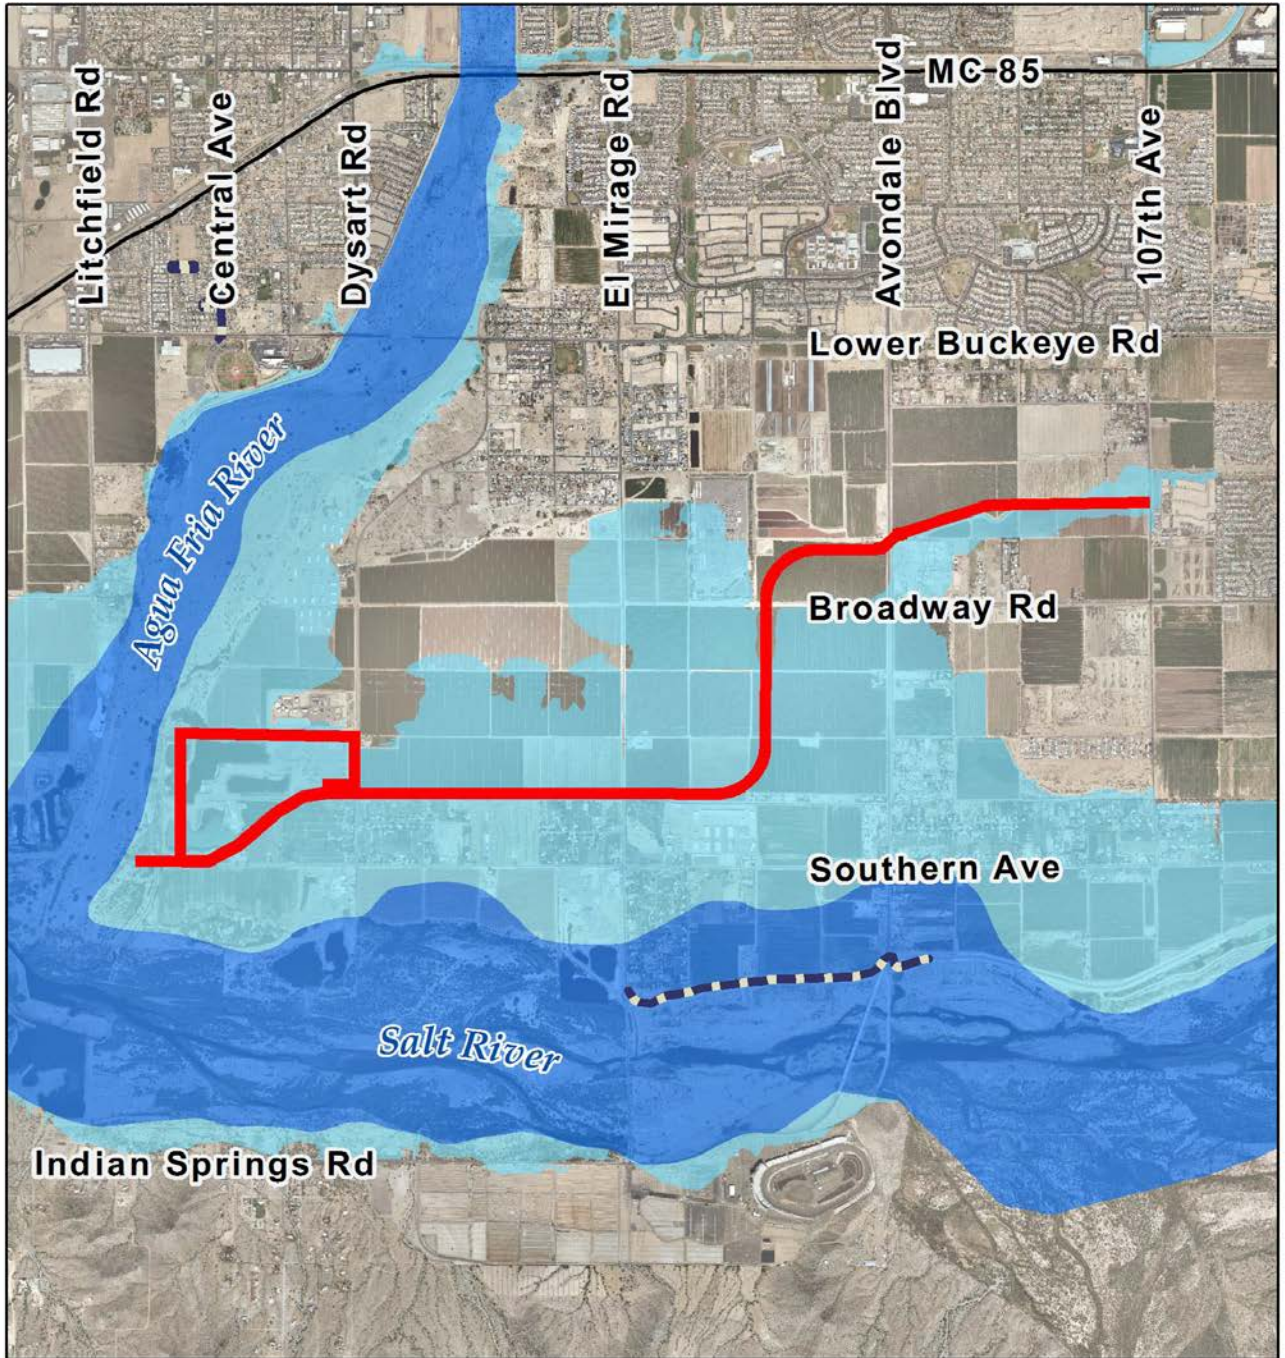 MC 85
Litchfield Rd
Central Ave
Dysart Rd
El Mirage Rd
Avondale Blvd
107th Ave
Lower Buckeye Rd
Agua Fria River
Broadway Rd
Southern Ave
Salt River
Indian Springs Rd